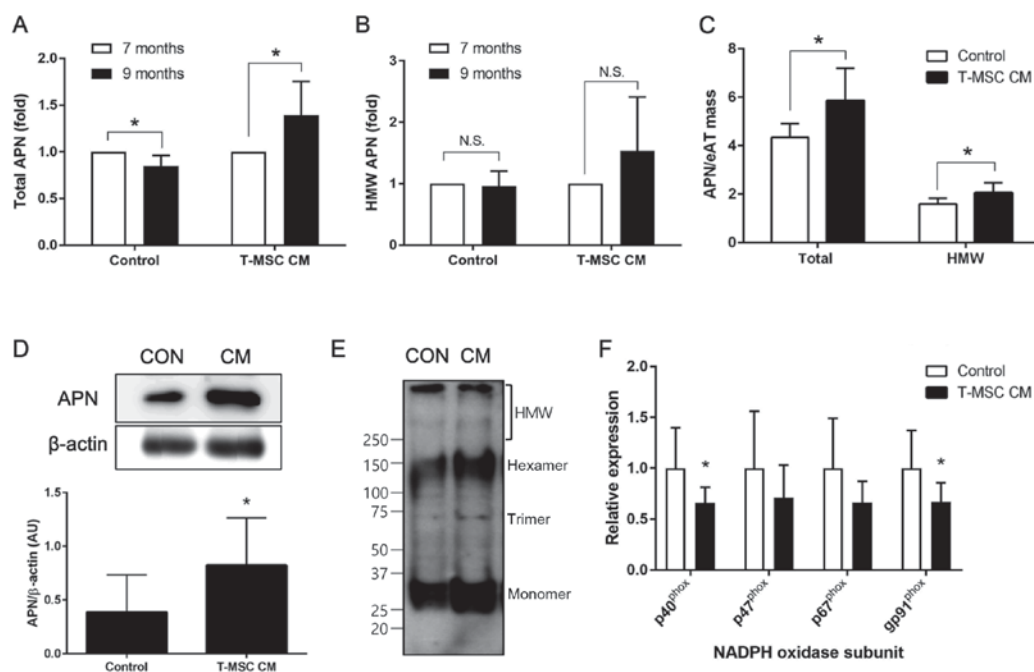 A
Total APN (fold)
2.0
1.5
1.0
0.5
0.0
7 months
9 months
*
*
Control
T-MSC CM
B
HMW APN (fold)
3
2
1
0
7 months
9 months
N.S.
N.S.
Control
T-MSC CM
C
APN/eAT mass
8
6
4
2
0
Control
T-MSC CM
*
*
Total
HMW
D
CON CM
APN
β-actin
APN/β-actin (AU)
1.5
1.0
0.5
0.0
*
Control
T-MSC CM
E
CON CM
250
150
100
75
50
37
25
20
HMW
Hexamer
Trimer
Monomer
F
Relative expression
2.0
1.5
1.0
0.5
0.0
Control
T-MSC CM
*
*
p40phox
p47phox
p67phox
gp91phox
NADPH oxidase subunit